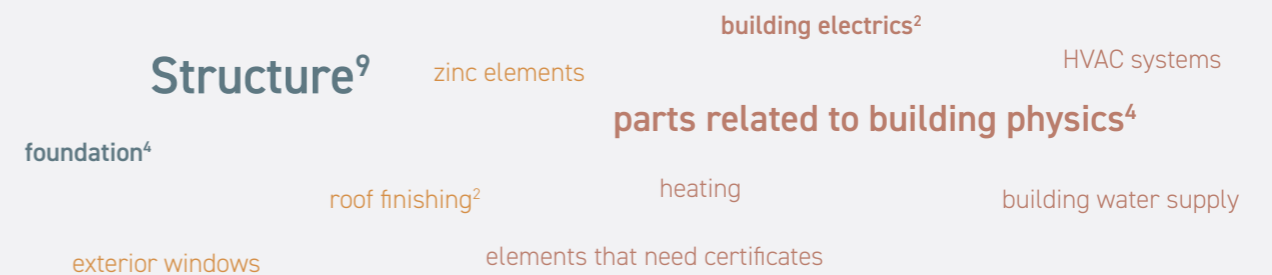 building electrics²
Structure⁹
zinc elements
HVAC systems
parts related to building physics⁴
foundation⁴
roof finishing²
heating
building water supply
exterior windows
elements that need certificates